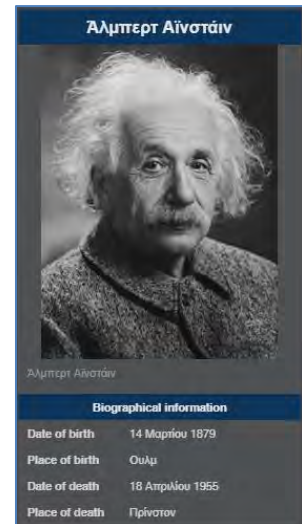 Άλμπερτ Αϊνστάιν
Άλμπερτ Αϊνστάιν
Biographical information
Date of birth 14 Μαρτίου 1879
Place of birth Ουλμ
Date of death 18 Απριλίου 1955
Place of death Πρίνστον